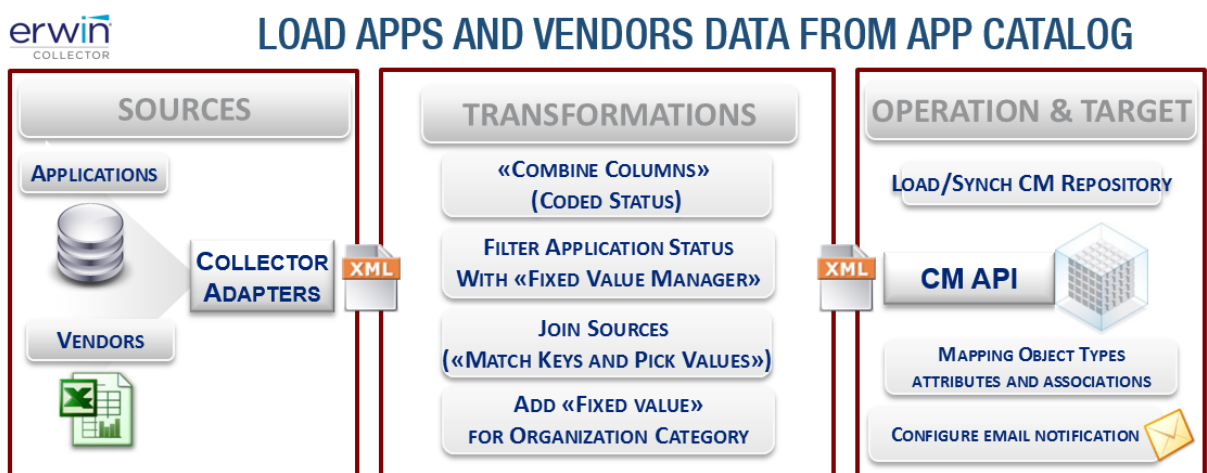 erwin
COLLECTOR
LOAD APPS AND VENDORS DATA FROM APP CATALOG
SOURCES
APPLICATIONS
COLLECTOR
ADAPTERS
VENDORS
XML
TRANSFORMATIONS
«COMBINE COLUMNS»
(CODED STATUS)
FILTER APPLICATION STATUS
WITH «FIXED VALUE MANAGER»
JOIN SOURCES
(«MATCH KEYS AND PICK VALUES»)
ADD «FIXED VALUE»
FOR ORGANIZATION CATEGORY
XML
OPERATION & TARGET
LOAD/SYNCH CM REPOSITORY
CM API
MAPPING OBJECT TYPES
ATTRIBUTES AND ASSOCIATIONS
CONFIGURE EMAIL NOTIFICATION